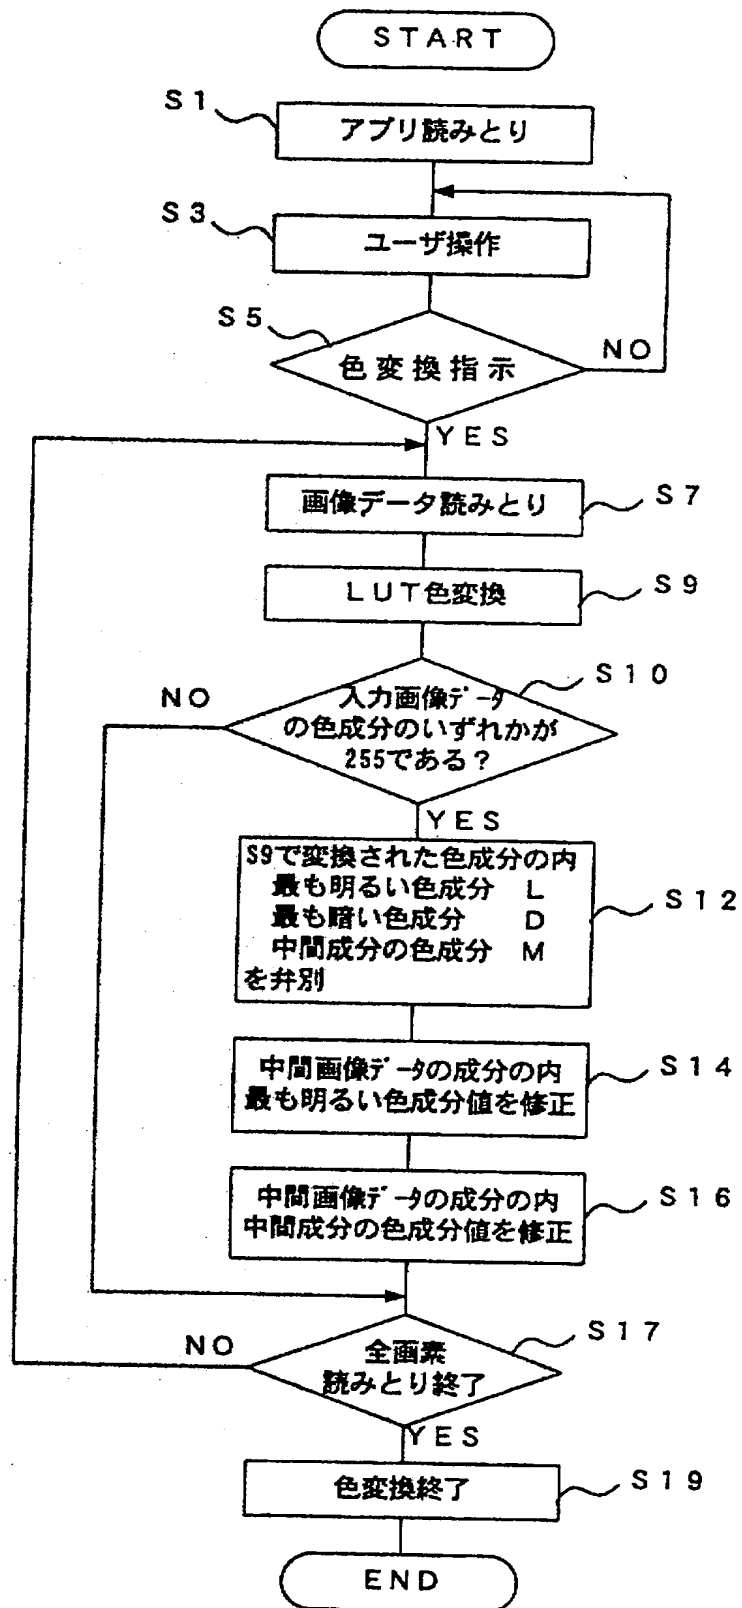 START
S1
アプリ読みとり
S3
ユーザ操作
S5
色変換指示
NO
YES
画像データ読みとり
S7
LUT色変換
S9
S10
NO
入力画像データ
の色成分のいずれかが
255である？
YES
S9で変換された色成分の内
最も明るい色成分 L
最も暗い色成分 D
中間成分の色成分 M
を弁別
S12
中間画像データの成分の内
最も明るい色成分値を修正
S14
中間画像データの成分の内
中間成分の色成分値を修正
S16
S17
NO
全画素
読みとり終了
YES
色変換終了
S19
END